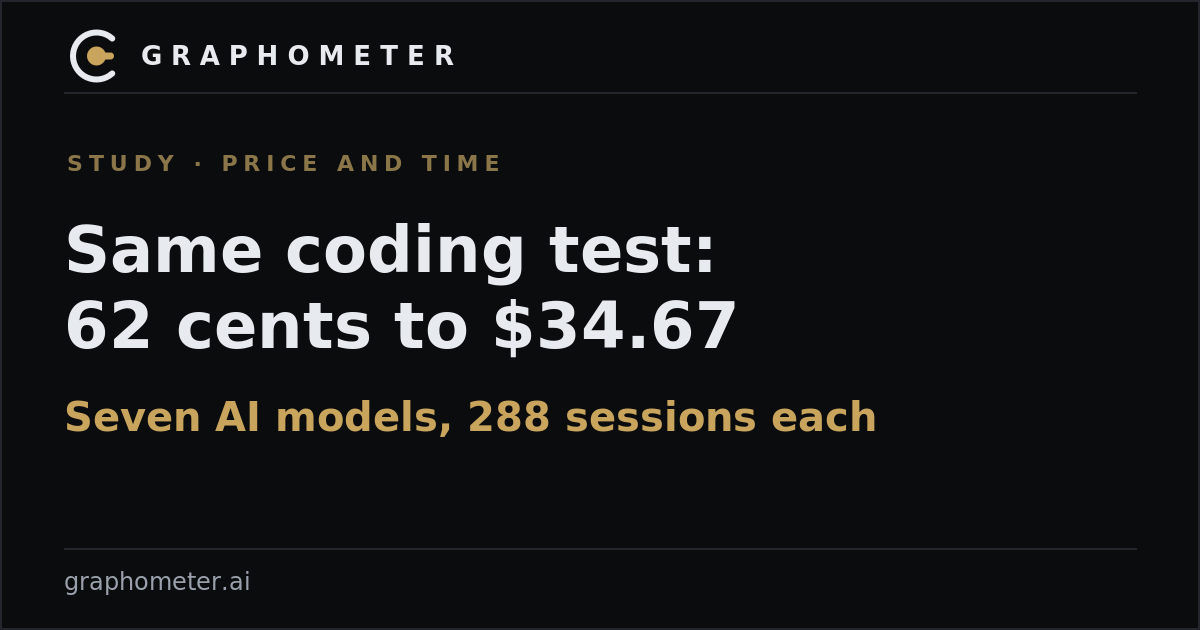 GRAPHOMETER
STUDY · PRICE AND TIME
Same coding test:
62 cents to $34.67
Seven AI models, 288 sessions each
graphometer.ai